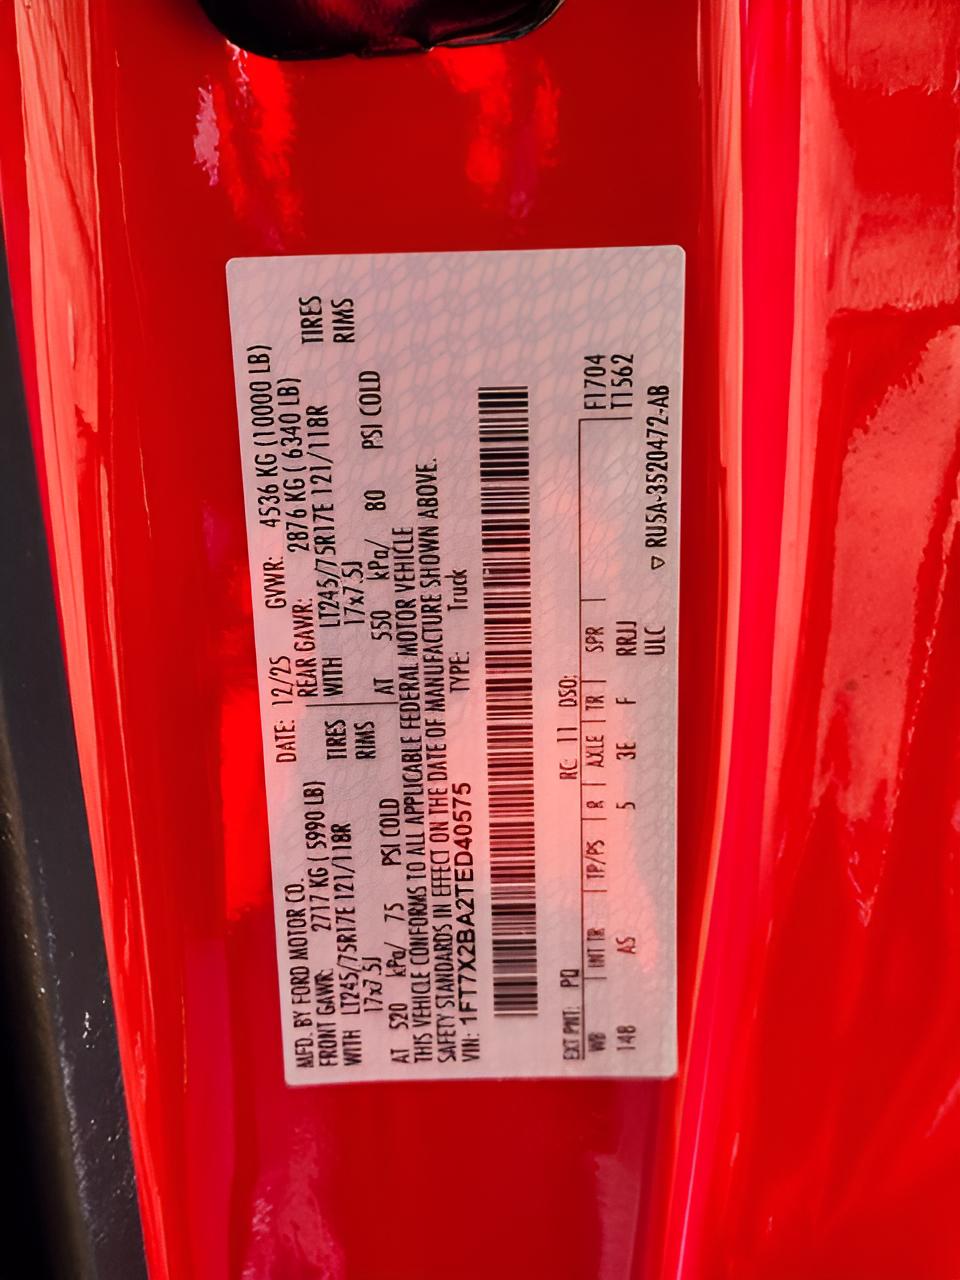 MFD. BY FORD MOTOR CO. DATE: 12/25 GVWR: 4536 KG (10000 LB)
FRONT GAWR: 2717 KG ( 5990 LB) REAR GAWR: 2876 KG ( 6340 LB)
WITH LT245/75R17E 121/118R TIRES WITH LT245/75R17E 121/118R TIRES
17x7.5J RIMS 17x7.5J RIMS
AT 520 kPa/ 75 PSI COLD AT 550 kPa/ 80 PSI COLD
THIS VEHICLE CONFORMS TO ALL APPLICABLE FEDERAL MOTOR VEHICLE
SAFETY STANDARDS IN EFFECT ON THE DATE OF MANUFACTURE SHOWN ABOVE.
VIN: 1FT7X2BA2TED40575 TYPE: Truck
EXT PNT: PQ RC: 11 DSO:
WB INT TR TP/PS R AXLE TR SPR F1704
148 AS 5 3E F RRJJ T1562
ULC ▽ RU5A-3520472-AB